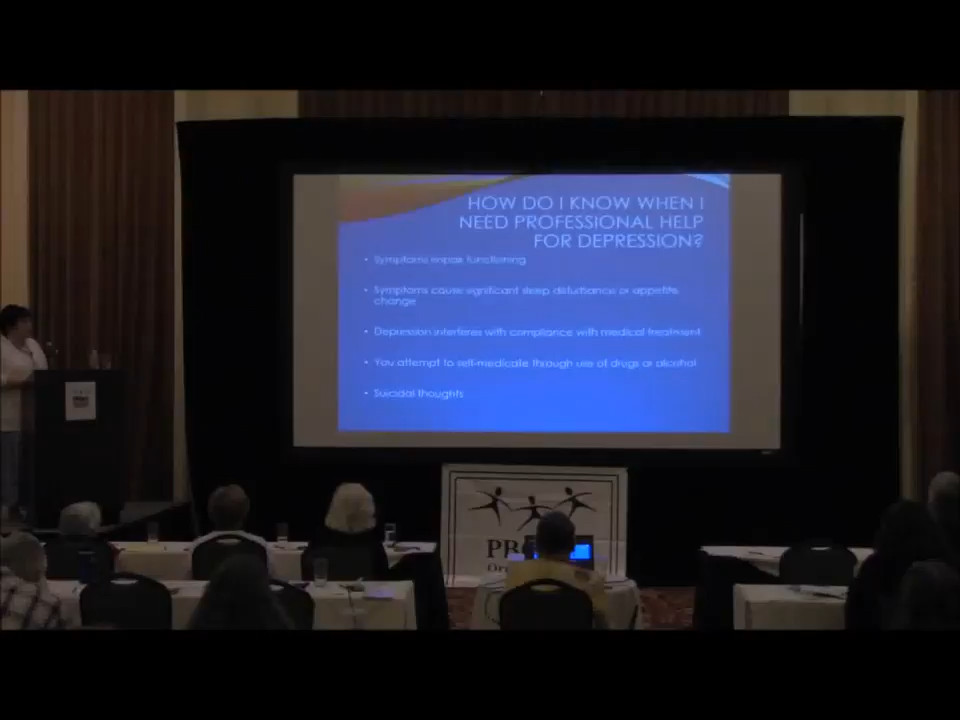 HOW DO I KNOW WHEN I
NEED PROFESSIONAL HELP
FOR DEPRESSION?
• Symptoms impair functioning
• Symptoms cause significant sleep disturbance or appetite
change
• Depression interferes with compliance with medical treatment
• You attempt to self-medicate through use of drugs or alcohol
• Suicidal thoughts